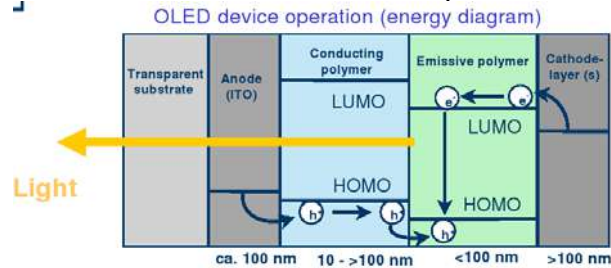 OLED device operation (energy diagram)
Transparent
substrate
Anode
(ITO)
Conducting
polymer
Emissive polymer
Cathode-
layer (s)
LUMO
e⁻
e⁻
LUMO
Light
HOMO
h⁺
h⁺
HOMO
h⁺
ca. 100 nm
10 - >100 nm
<100 nm
>100 nm